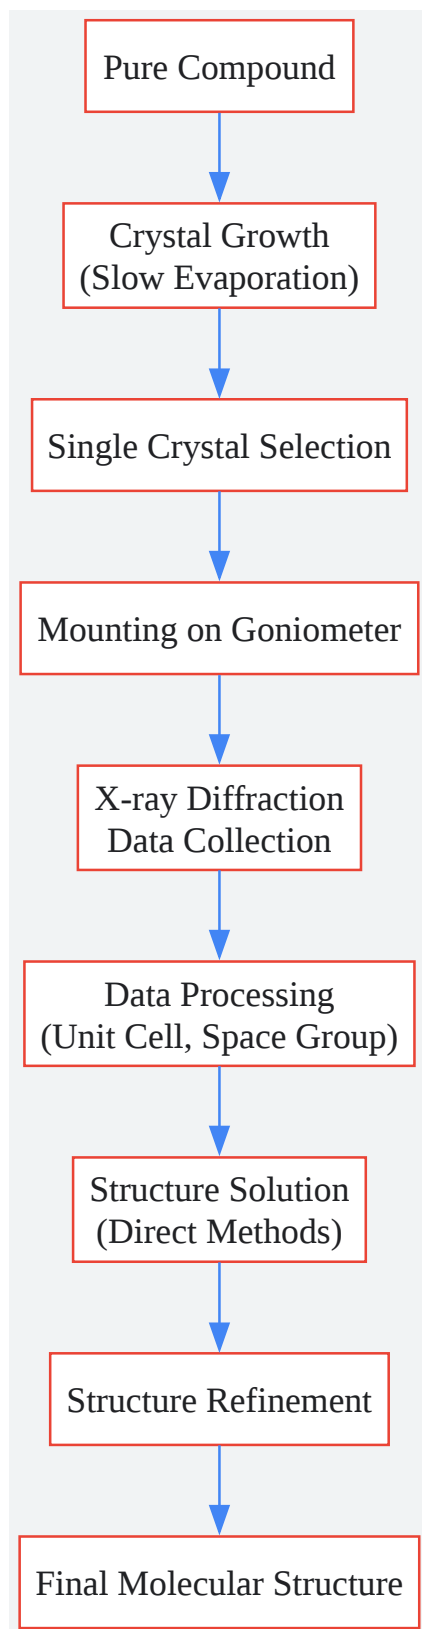 Pure Compound
Crystal Growth
(Slow Evaporation)
Single Crystal Selection
Mounting on Goniometer
X-ray Diffraction
Data Collection
Data Processing
(Unit Cell, Space Group)
Structure Solution
(Direct Methods)
Structure Refinement
Final Molecular Structure